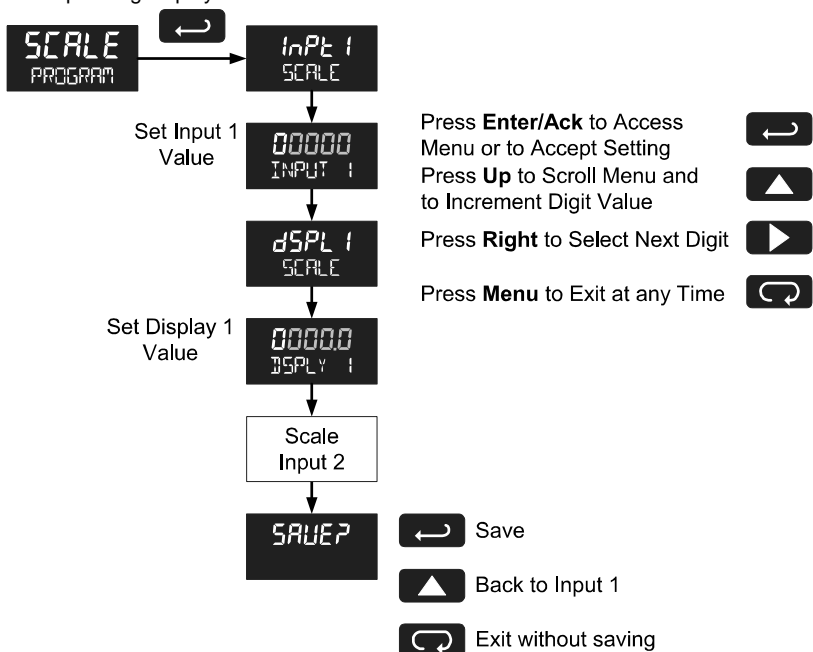 SCALE
PROGRAM
InPt 1
SCALE
Set Input 1
Value
00000
INPUT 1
dSPL 1
SCALE
Set Display 1
Value
0000.0
DSPLY 1
Scale
Input 2
SAVE?
Press Enter/Ack to Access
Menu or to Accept Setting
Press Up to Scroll Menu and
to Increment Digit Value
Press Right to Select Next Digit
Press Menu to Exit at any Time
Save
Back to Input 1
Exit without saving